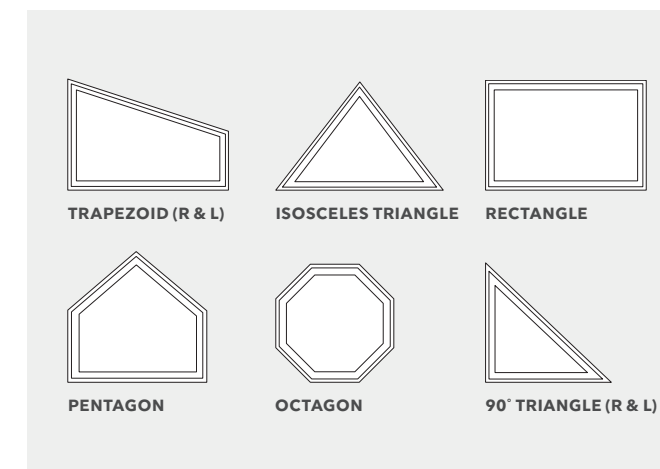 TRAPEZOID (R & L)
ISOSCELES TRIANGLE
RECTANGLE
PENTAGON
OCTAGON
90° TRIANGLE (R & L)